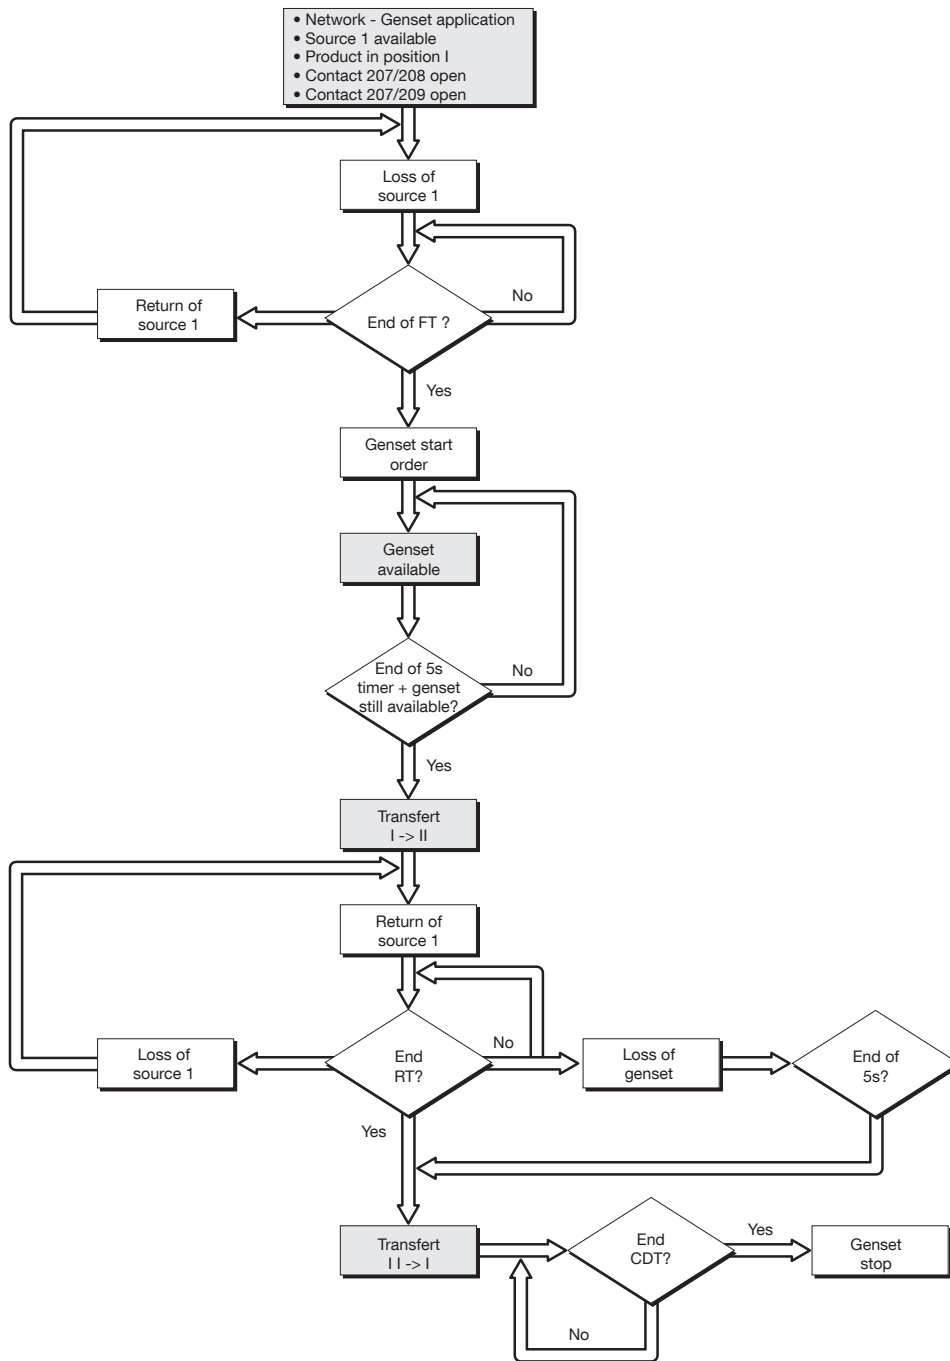 • Network - Genset application
• Source 1 available
• Product in position I
• Contact 207/208 open
• Contact 207/209 open
Loss of
source 1
No
Return of
source 1
End of FT ?
Yes
Genset start
order
Genset
available
End of 5s
timer + genset
still available?
No
Yes
Transfert
I -> II
Return of
source 1
Loss of
source 1
End
RT?
No
Loss of
genset
End of
5s?
Yes
Transfert
I I -> I
End
CDT?
Yes
Genset
stop
No